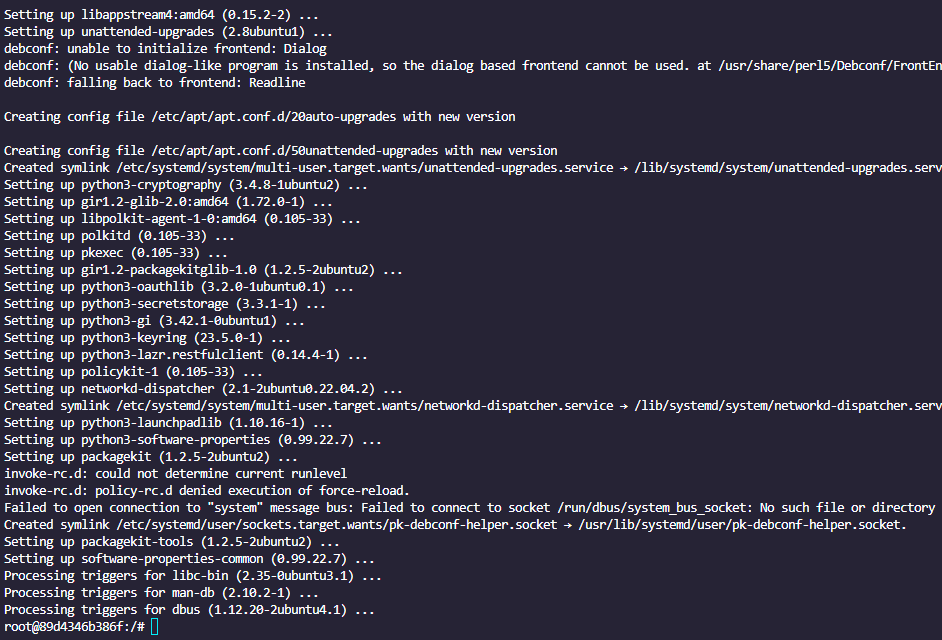 Setting up libappstream4:amd64 (0.15.2-2) ...
Setting up unattended-upgrades (2.8ubuntu1) ...
debconf: unable to initialize frontend: Dialog
debconf: (No usable dialog-like program is installed, so the dialog based frontend cannot be used. at /usr/share/perl5/Debconf/FrontEn
debconf: falling back to frontend: Readline
Creating config file /etc/apt/apt.conf.d/20auto-upgrades with new version
Creating config file /etc/apt/apt.conf.d/50unattended-upgrades with new version
Created symlink /etc/systemd/system/multi-user.target.wants/unattended-upgrades.service → /lib/systemd/system/unattended-upgrades.serv
Setting up python3-cryptography (3.4.8-1ubuntu2) ...
Setting up gir1.2-glib-2.0:amd64 (1.72.0-1) ...
Setting up libpolkit-agent-1-0:amd64 (0.105-33) ...
Setting up polkitd (0.105-33) ...
Setting up pkexec (0.105-33) ...
Setting up gir1.2-packagekitglib-1.0 (1.2.5-2ubuntu2) ...
Setting up python3-oauthlib (3.2.0-1ubuntu0.1) ...
Setting up python3-secretstorage (3.3.1-1) ...
Setting up python3-gi (3.42.1-0ubuntu1) ...
Setting up python3-keyring (23.5.0-1) ...
Setting up python3-lazr.restfulclient (0.14.4-1) ...
Setting up policykit-1 (0.105-33) ...
Setting up networkd-dispatcher (2.1-2ubuntu0.22.04.2) ...
Created symlink /etc/systemd/system/multi-user.target.wants/networkd-dispatcher.service → /lib/systemd/system/networkd-dispatcher.serv
Setting up python3-launchpadlib (1.10.16-1) ...
Setting up python3-software-properties (0.99.22.7) ...
Setting up packagekit (1.2.5-2ubuntu2) ...
invoke-rc.d: could not determine current runlevel
invoke-rc.d: policy-rc.d denied execution of force-reload.
Failed to open connection to "system" message bus: Failed to connect to socket /run/dbus/system_bus_socket: No such file or directory
Created symlink /etc/systemd/user/sockets.target.wants/pk-debconf-helper.socket → /usr/lib/systemd/user/pk-debconf-helper.socket.
Setting up packagekit-tools (1.2.5-2ubuntu2) ...
Setting up software-properties-common (0.99.22.7) ...
Processing triggers for libc-bin (2.35-0ubuntu3.1) ...
Processing triggers for man-db (2.10.2-1) ...
Processing triggers for dbus (1.12.20-2ubuntu4.1) ...
root@89d4346b386f:/#